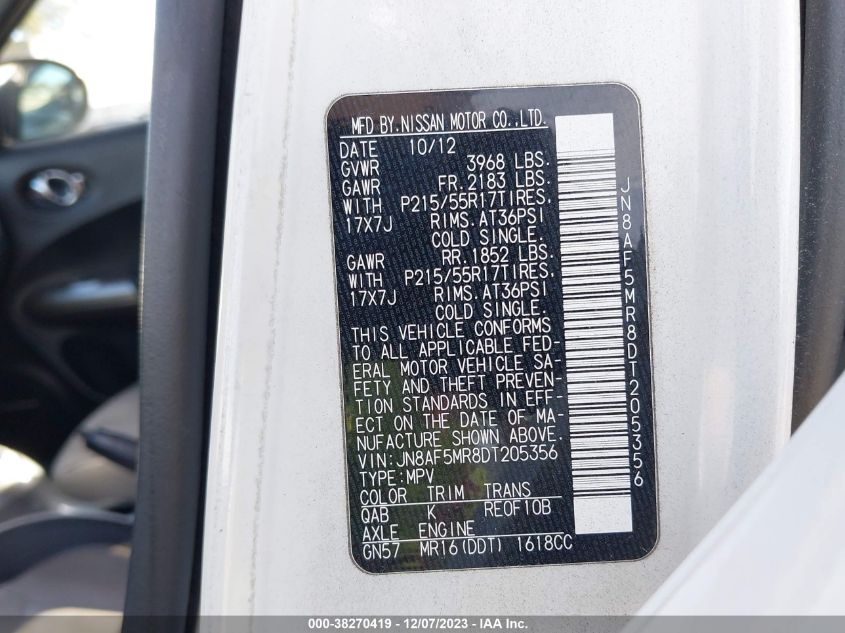 MFD BY.NISSAN MOTOR CO.,LTD.
DATE 10/12
GVWR 3968 LBS.
GAWR FR.2183 LBS.
WITH P215/55R17TIRES.
17X7J RIMS.AT36PSI
COLD SINGLE.
GAWR RR.1852 LBS.
WITH P215/55R17TIRES.
17X7J RIMS.AT36PSI
COLD SINGLE.
THIS VEHICLE CONFORMS
TO ALL APPLICABLE FED-
ERAL MOTOR VEHICLE SA-
FETY AND THEFT PREVEN-
TION STANDARDS IN EFF-
ECT ON THE DATE OF MA-
NUFACTURE SHOWN ABOVE.
VIN:JN8AF5MR8DT205356
TYPE:MPV
COLOR TRIM TRANS
QAB K RE0F10B
AXLE ENGINE
GN57 MR16(DDT) 1618CC
JN8AF5MR8DT205356
000-38270419 - 12/07/2023 - IAA Inc.